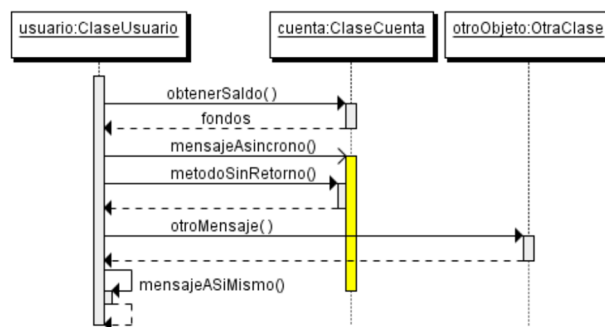 usuario:ClaseUsuario cuenta:ClaseCuenta otroObjeto:OtraClase
obtenerSaldo( )
fondos
mensajeAsincrono()
metodoSinRetorno()
otroMensaje( )
mensajeASiMismo()